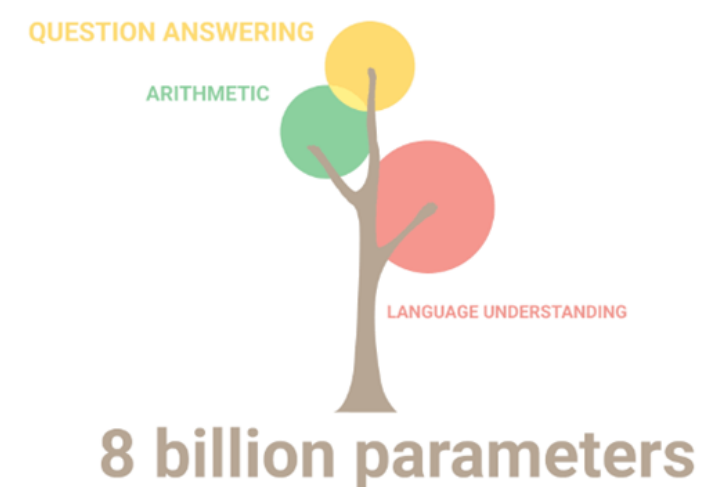 QUESTION ANSWERING
ARITHMETIC
LANGUAGE UNDERSTANDING
8 billion parameters